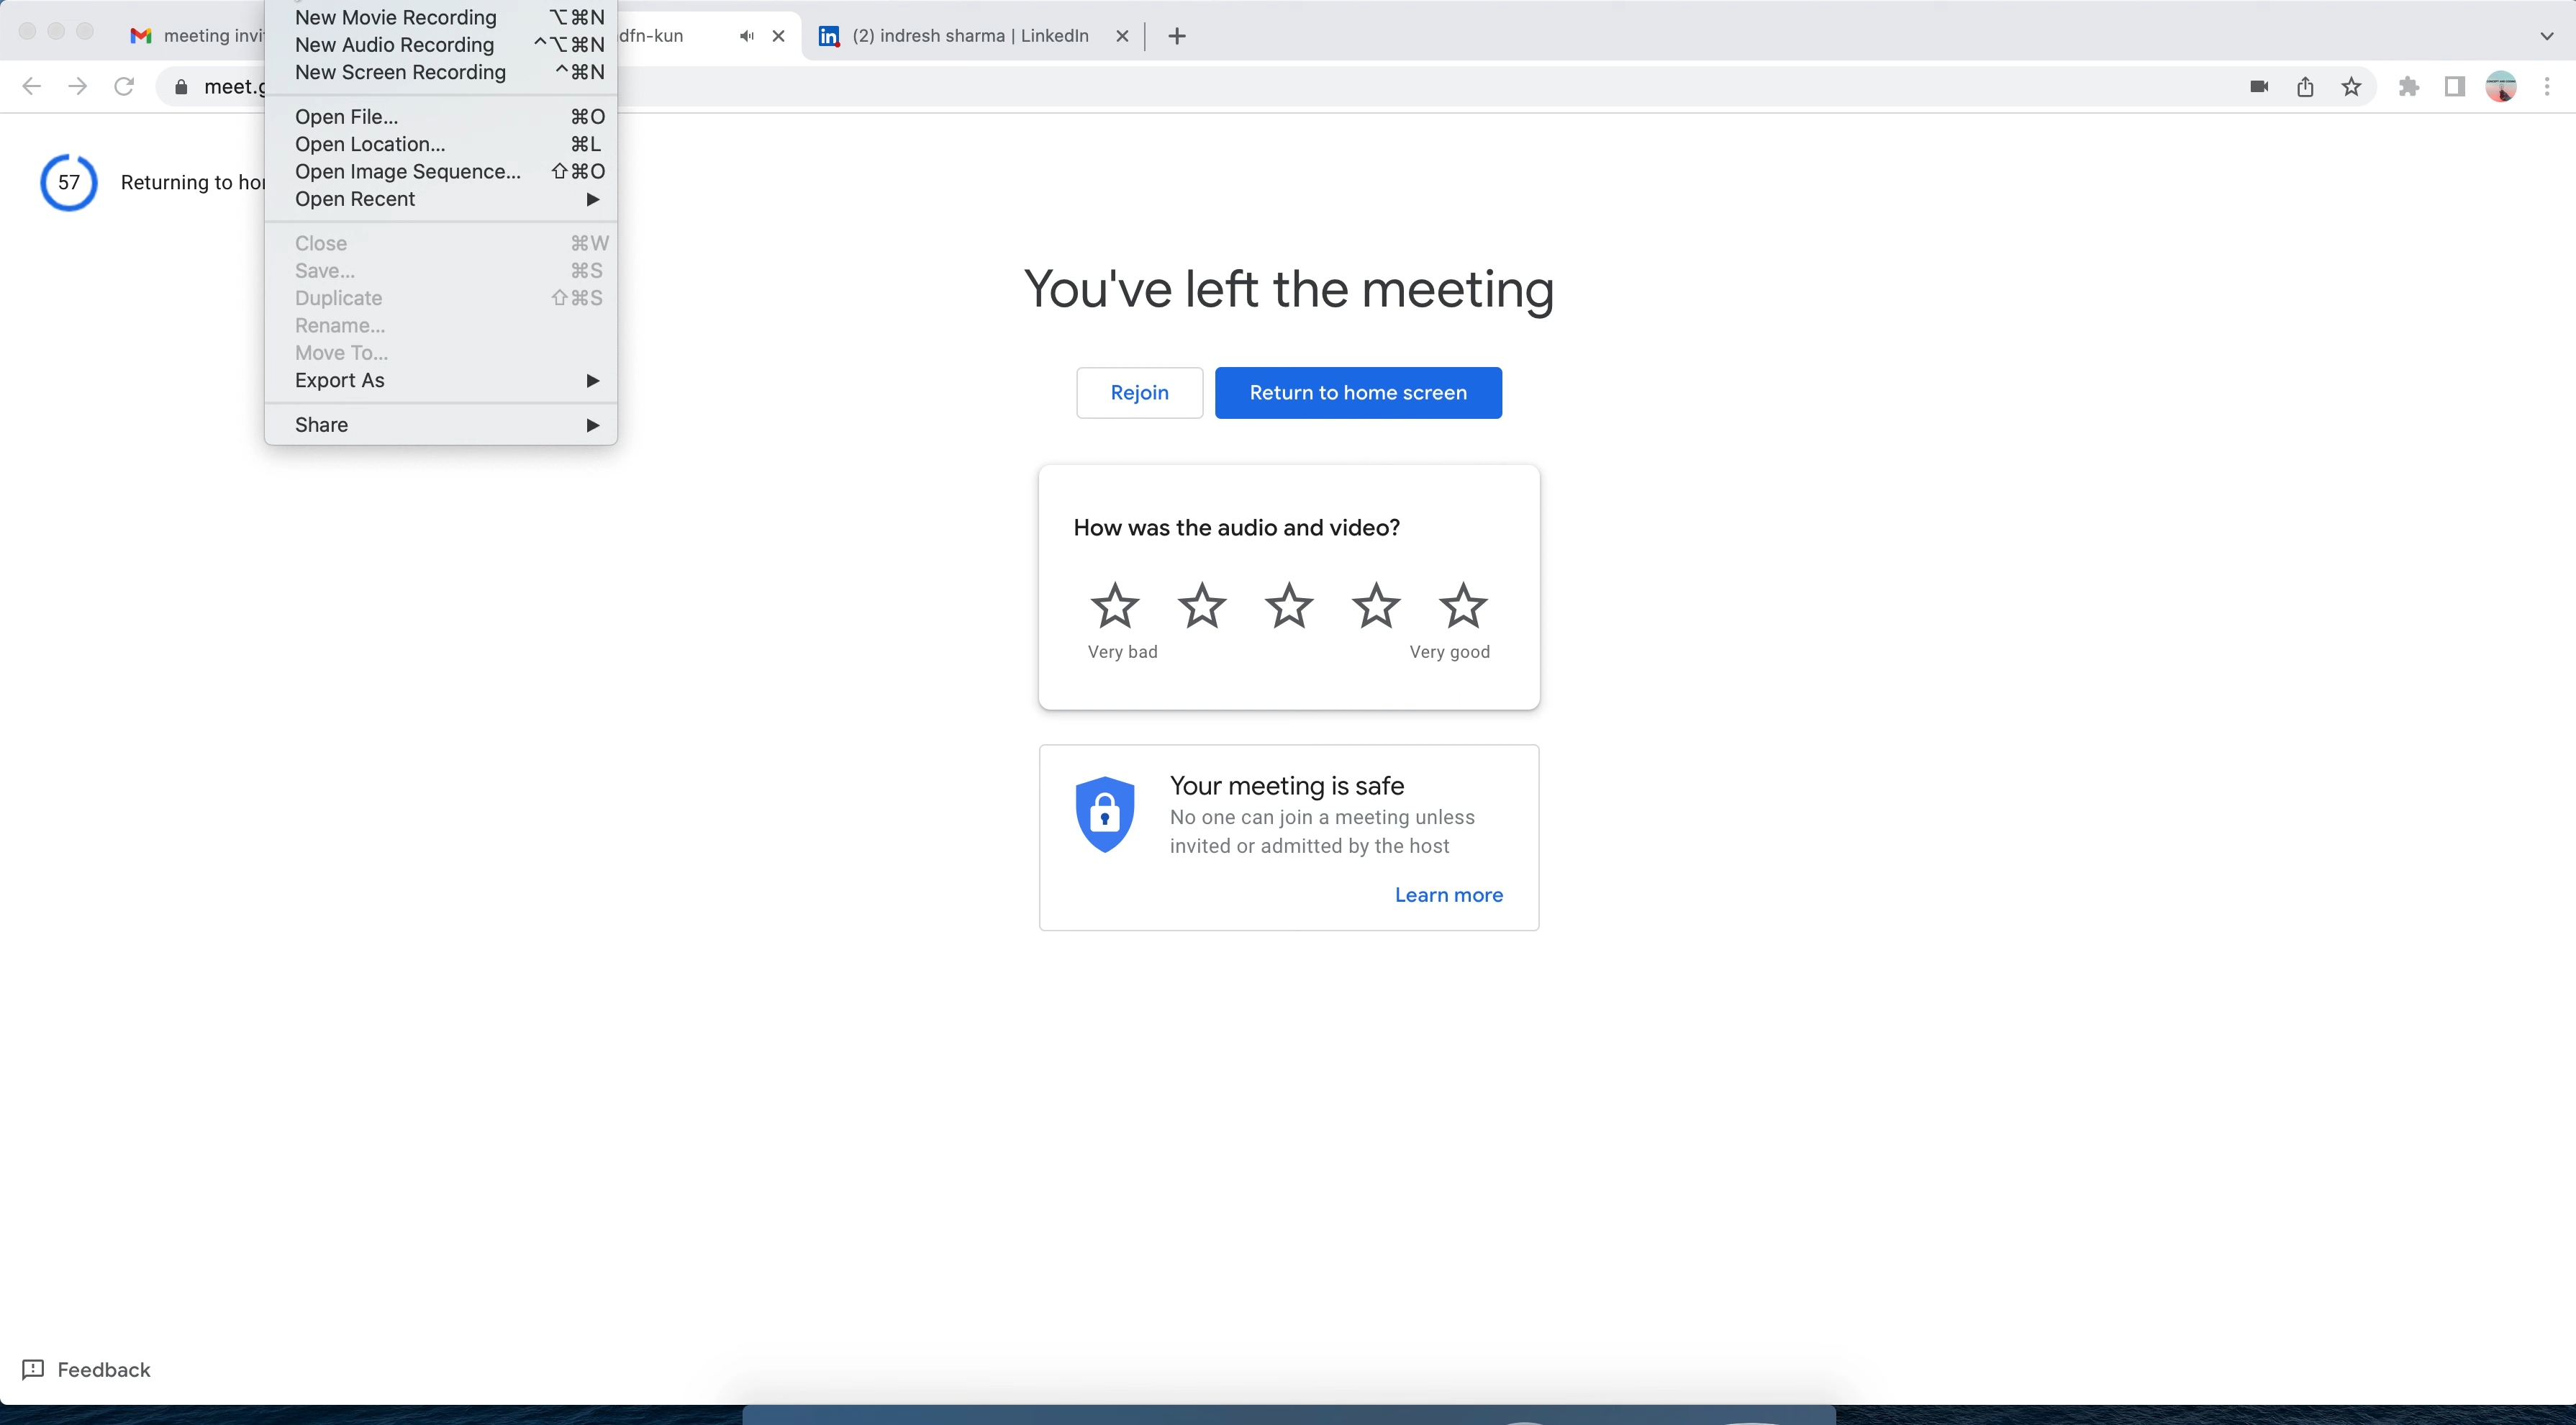 meeting invi
dfn-kun
(2) indresh sharma | LinkedIn
meet.g
New Movie Recording ⌥⌘N
New Audio Recording ^⌥⌘N
New Screen Recording ^⌘N
Open File... ⌘O
Open Location... ⌘L
Open Image Sequence... ⇧⌘O
Open Recent ▶
Close ⌘W
Save... ⌘S
Duplicate ⇧⌘S
Rename...
Move To...
Export As ▶
Share ▶
57 Returning to hor
You've left the meeting
Rejoin
Return to home screen
How was the audio and video?
Very bad
Very good
Your meeting is safe
No one can join a meeting unless
invited or admitted by the host
Learn more
Feedback